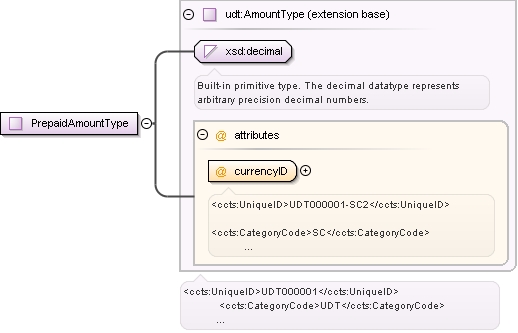 udt:AmountType (extension base)
xsd:decimal
Built-in primitive type. The decimal datatype represents
arbitrary precision decimal numbers.
PrepaidAmountType
@ attributes
@ currencyID
<ccts:UniqueID>UDT000001-SC2</ccts:UniqueID>
<ccts:CategoryCode>SC</ccts:CategoryCode>
...
<ccts:UniqueID>UDT000001</ccts:UniqueID>
<ccts:CategoryCode>UDT</ccts:CategoryCode>
...